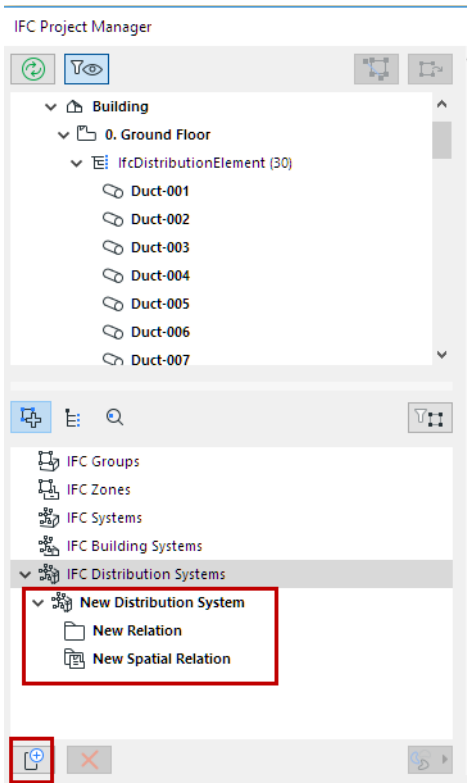 IFC Project Manager
Building
0. Ground Floor
IfcDistributionElement (30)
Duct-001
Duct-002
Duct-003
Duct-004
Duct-005
Duct-006
Duct-007
IFC Groups
IFC Zones
IFC Systems
IFC Building Systems
IFC Distribution Systems
New Distribution System
New Relation
New Spatial Relation